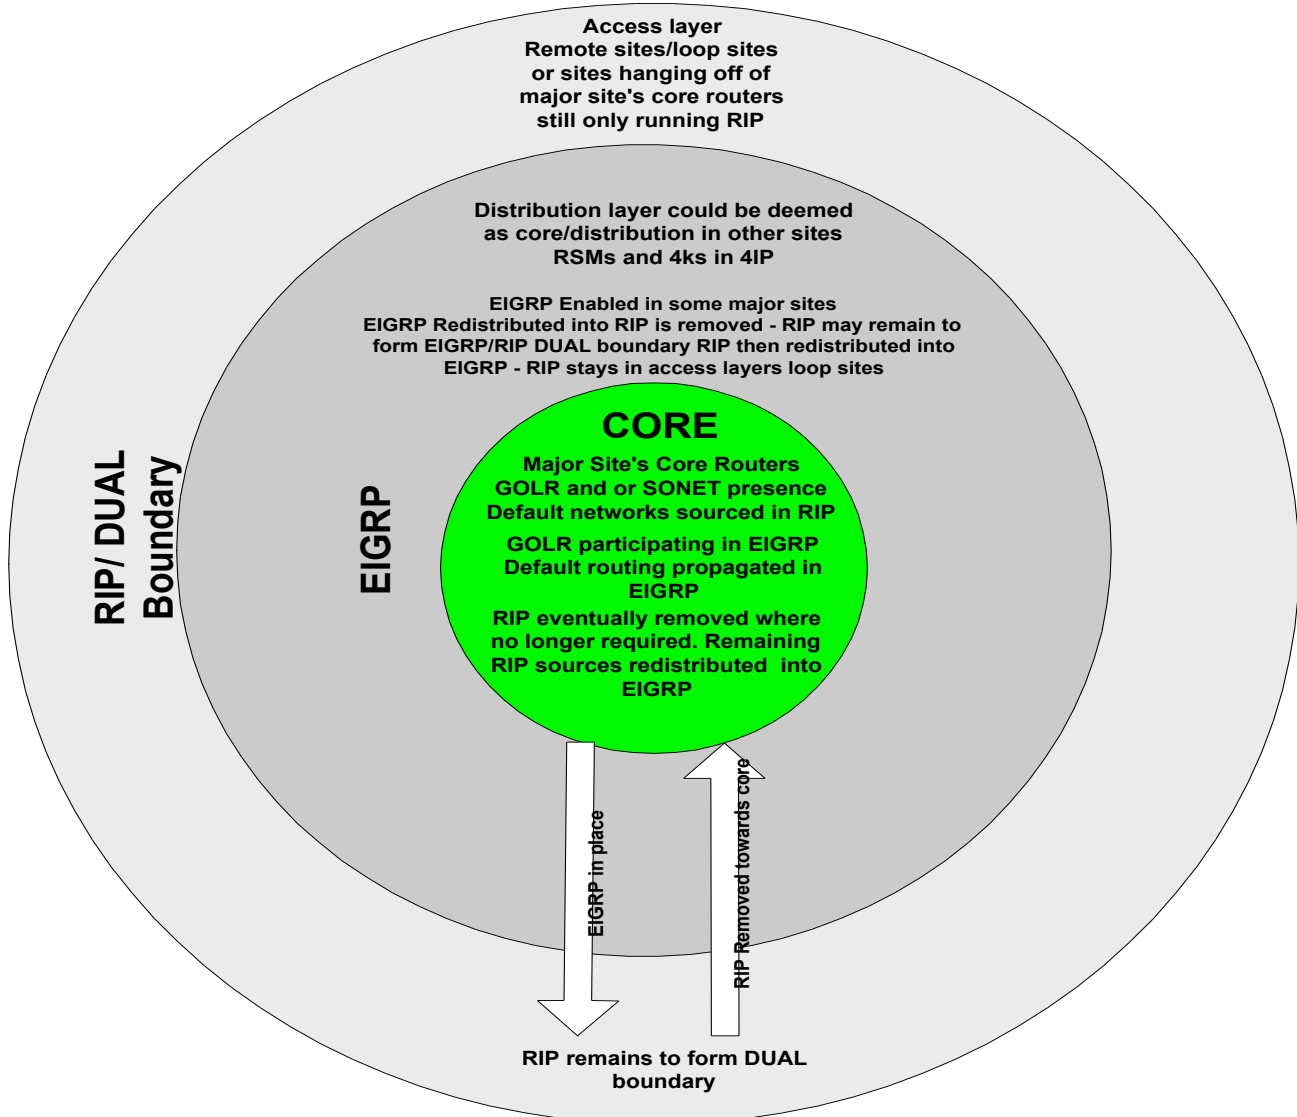 Access layer
Remote sites/loop sites
or sites hanging off of
major site's core routers
still only running RIP
Distribution layer could be deemed
as core/distribution in other sites
RSMs and 4ks in 4IP
EIGRP Enabled in some major sites
EIGRP Redistributed into RIP is removed - RIP may remain to
form EIGRP/RIP DUAL boundary RIP then redistributed into
EIGRP - RIP stays in access layers loop sites
RIP/ DUAL
Boundary
EIGRP
CORE
Major Site's Core Routers
GOLR and or SONET presence
Default networks sourced in RIP
GOLR participating in EIGRP
Default routing propagated in
EIGRP
RIP eventually removed where
no longer required. Remaining
RIP sources redistributed into
EIGRP
EIGRP in place
RIP Removed towards core
RIP remains to form DUAL
boundary